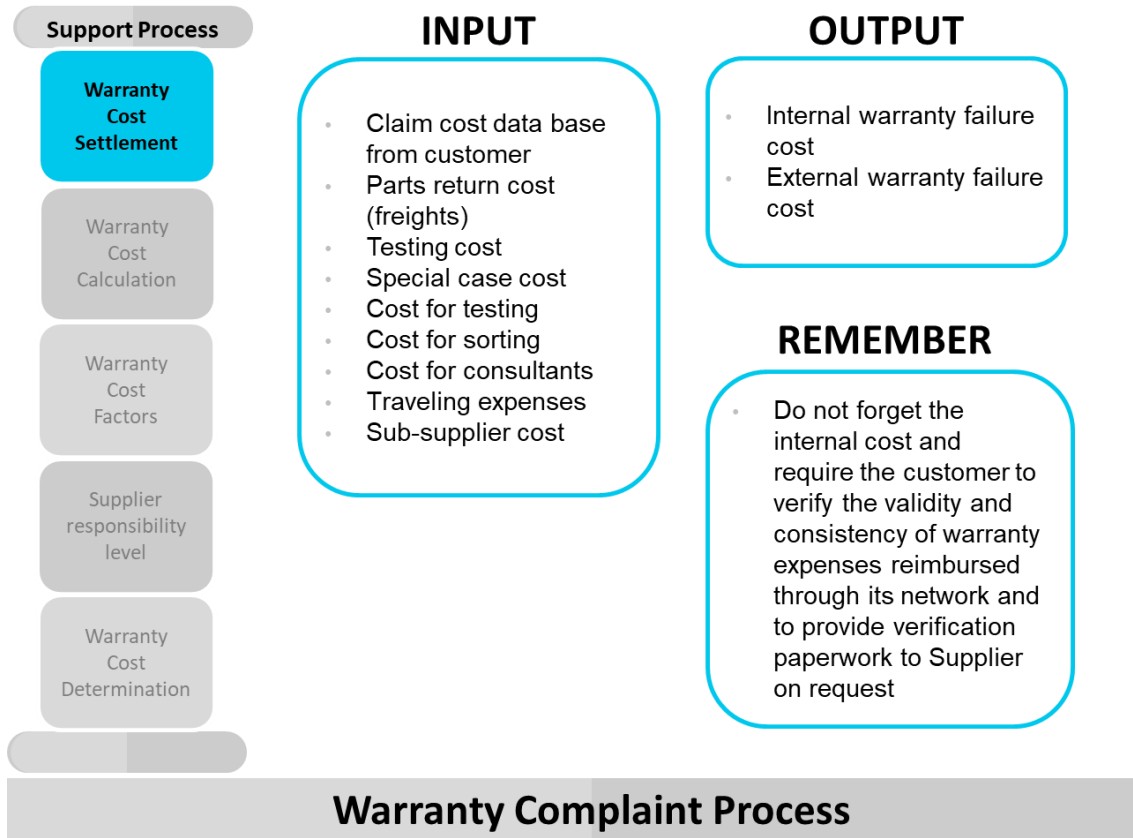 Support Process
Warranty
Cost
Settlement
Warranty
Cost
Calculation
Warranty
Cost
Factors
Supplier
responsibility
level
Warranty
Cost
Determination
INPUT
• Claim cost data base
from customer
• Parts return cost
(freights)
• Testing cost
• Special case cost
• Cost for testing
• Cost for sorting
• Cost for consultants
• Traveling expenses
• Sub-supplier cost
OUTPUT
• Internal warranty failure
cost
• External warranty failure
cost
REMEMBER
• Do not forget the
internal cost and
require the customer to
verify the validity and
consistency of warranty
expenses reimbursed
through its network and
to provide verification
paperwork to Supplier
on request
Warranty Complaint Process